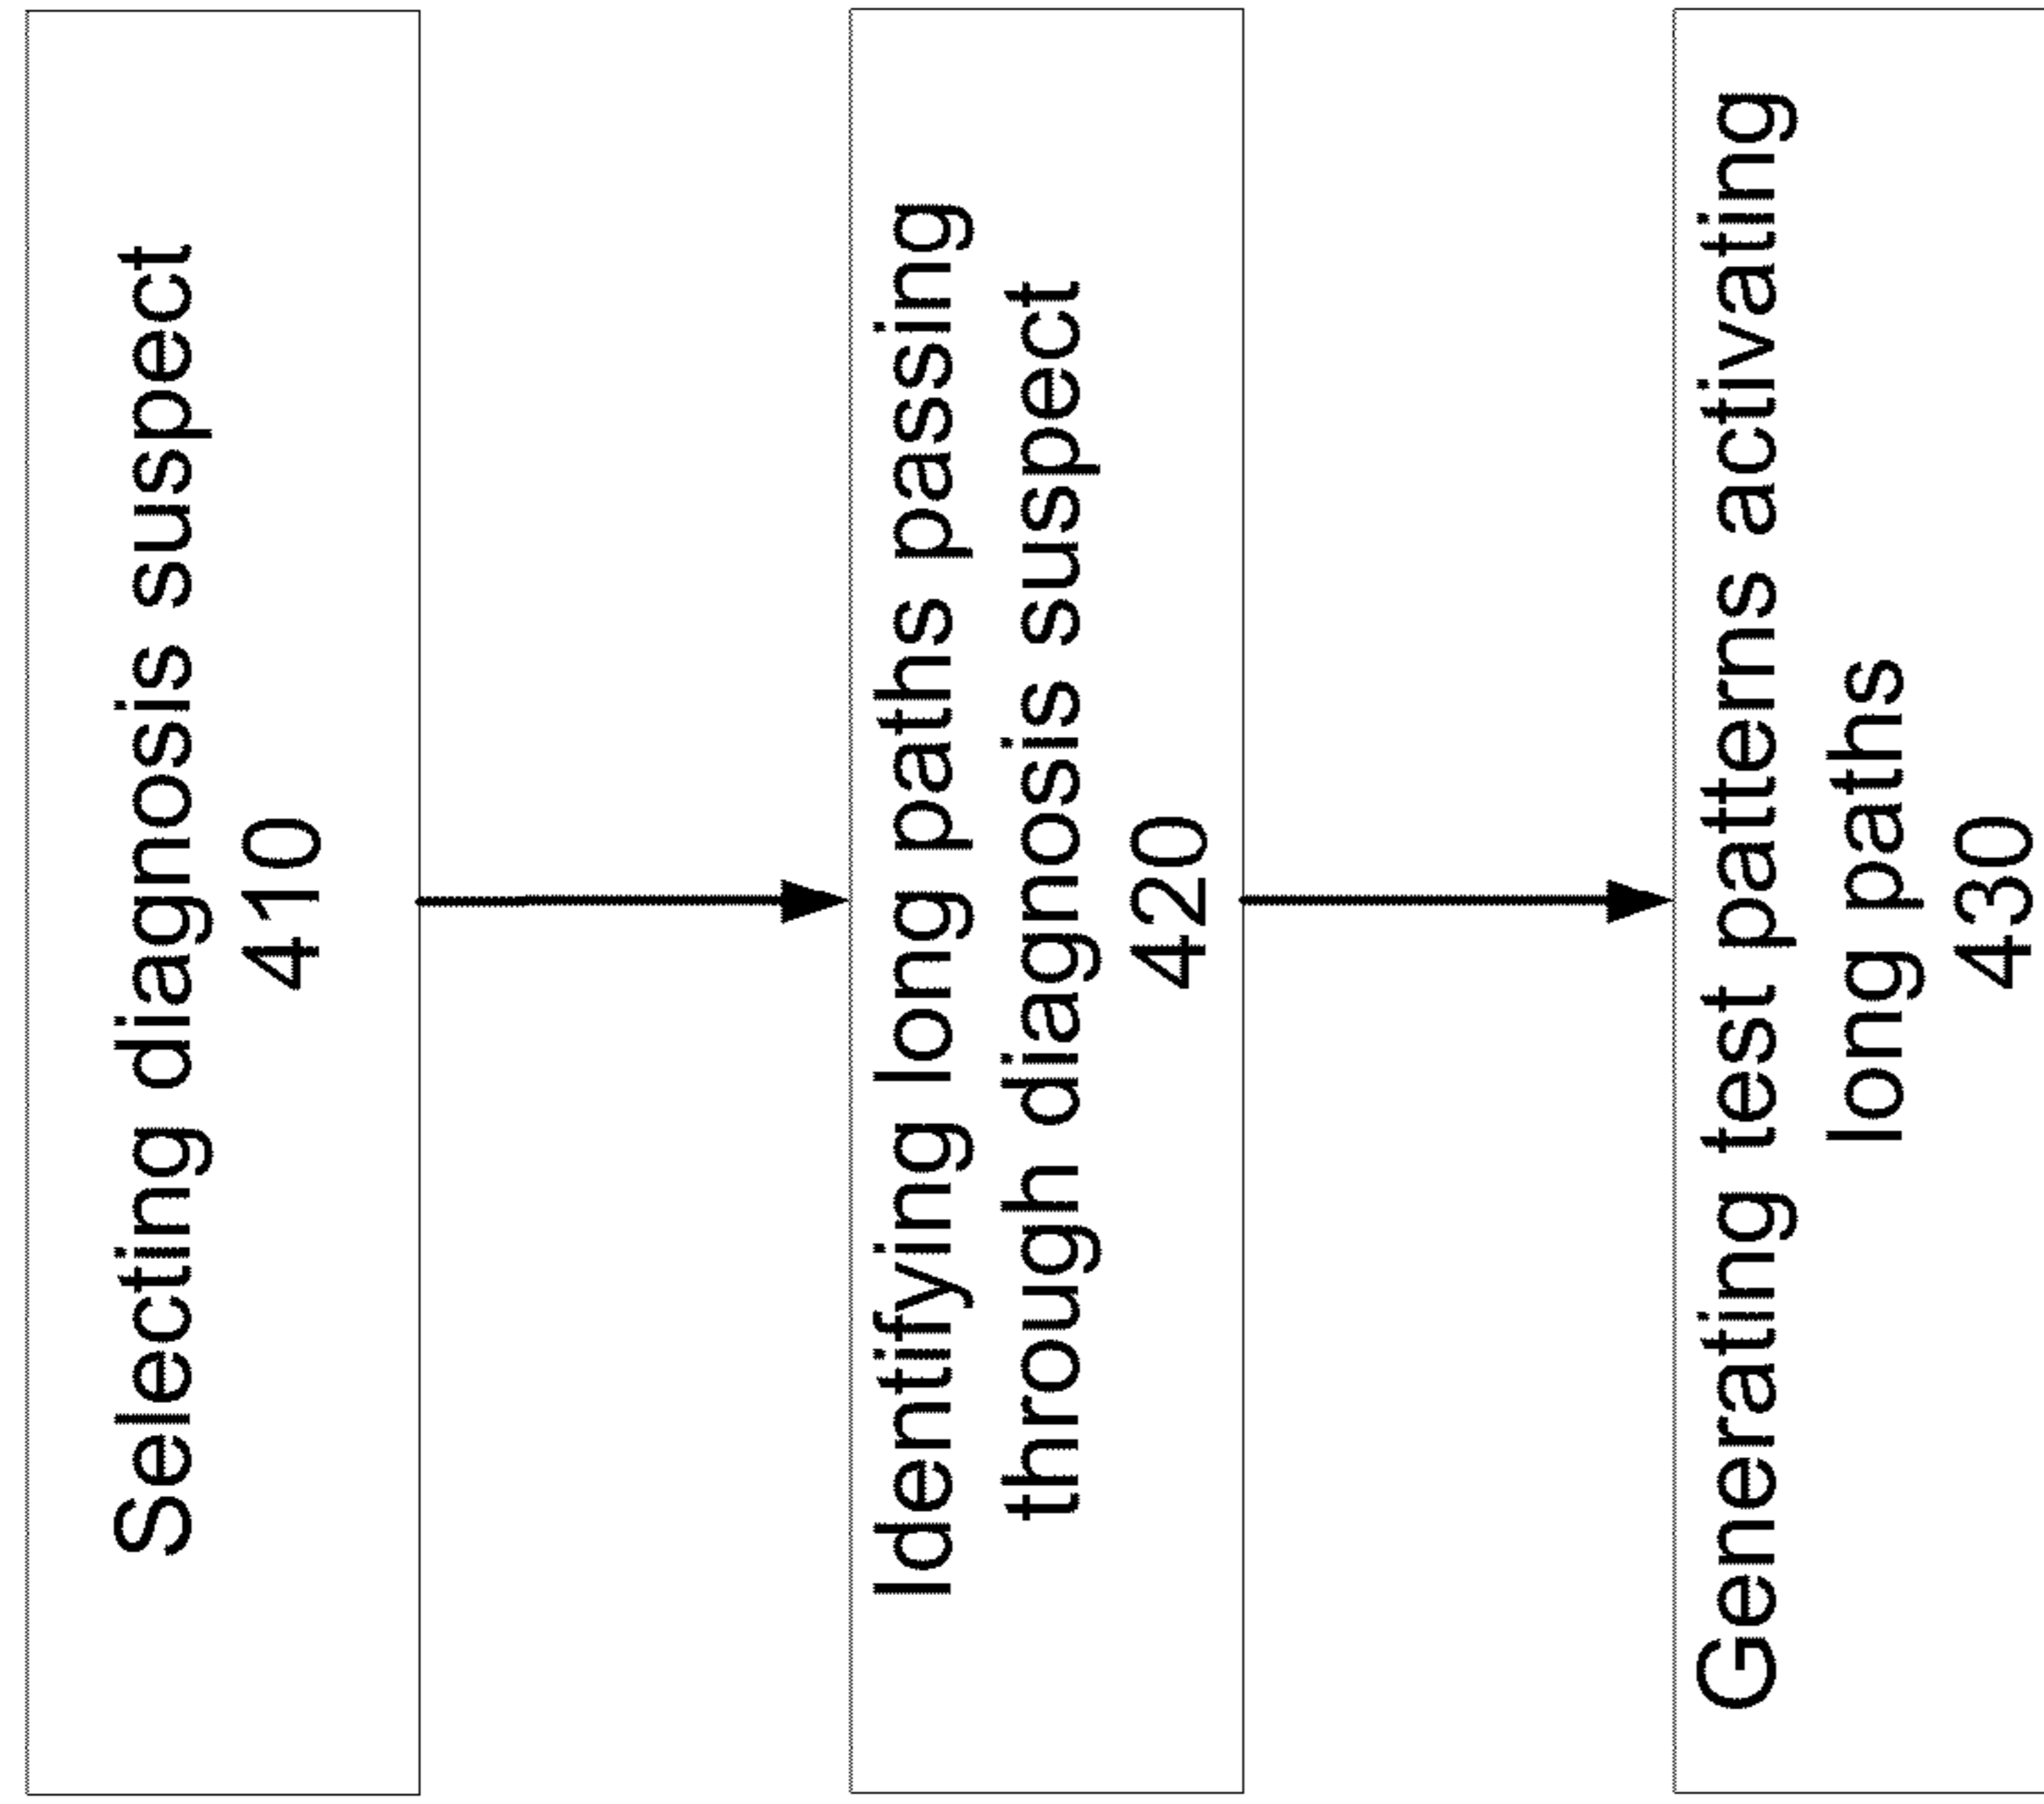 Selecting diagnosis suspect
410
Identifying long paths passing
through diagnosis suspect
420
Generating test patterns activating
long paths
430